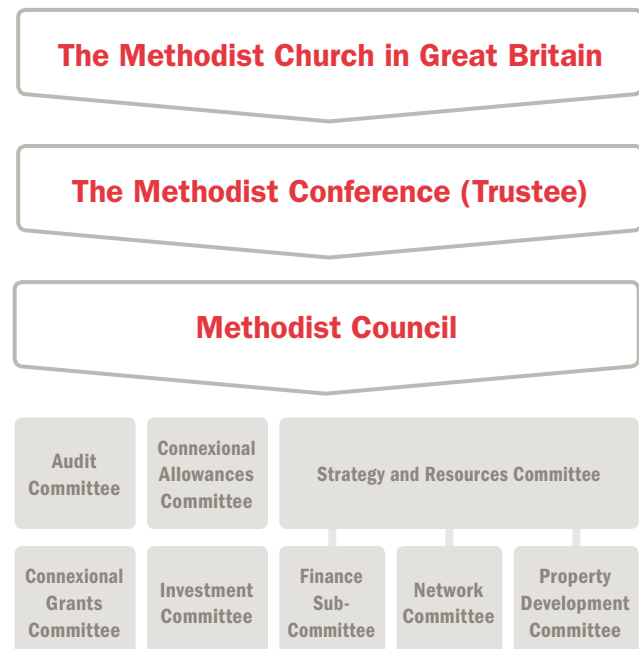 The Methodist Church in Great Britain
The Methodist Conference (Trustee)
Methodist Council
Audit
Committee
Connexional
Allowances
Committee
Strategy and Resources Committee
Connexional
Grants
Committee
Investment
Committee
Finance
Sub-
Committee
Network
Committee
Property
Development
Committee